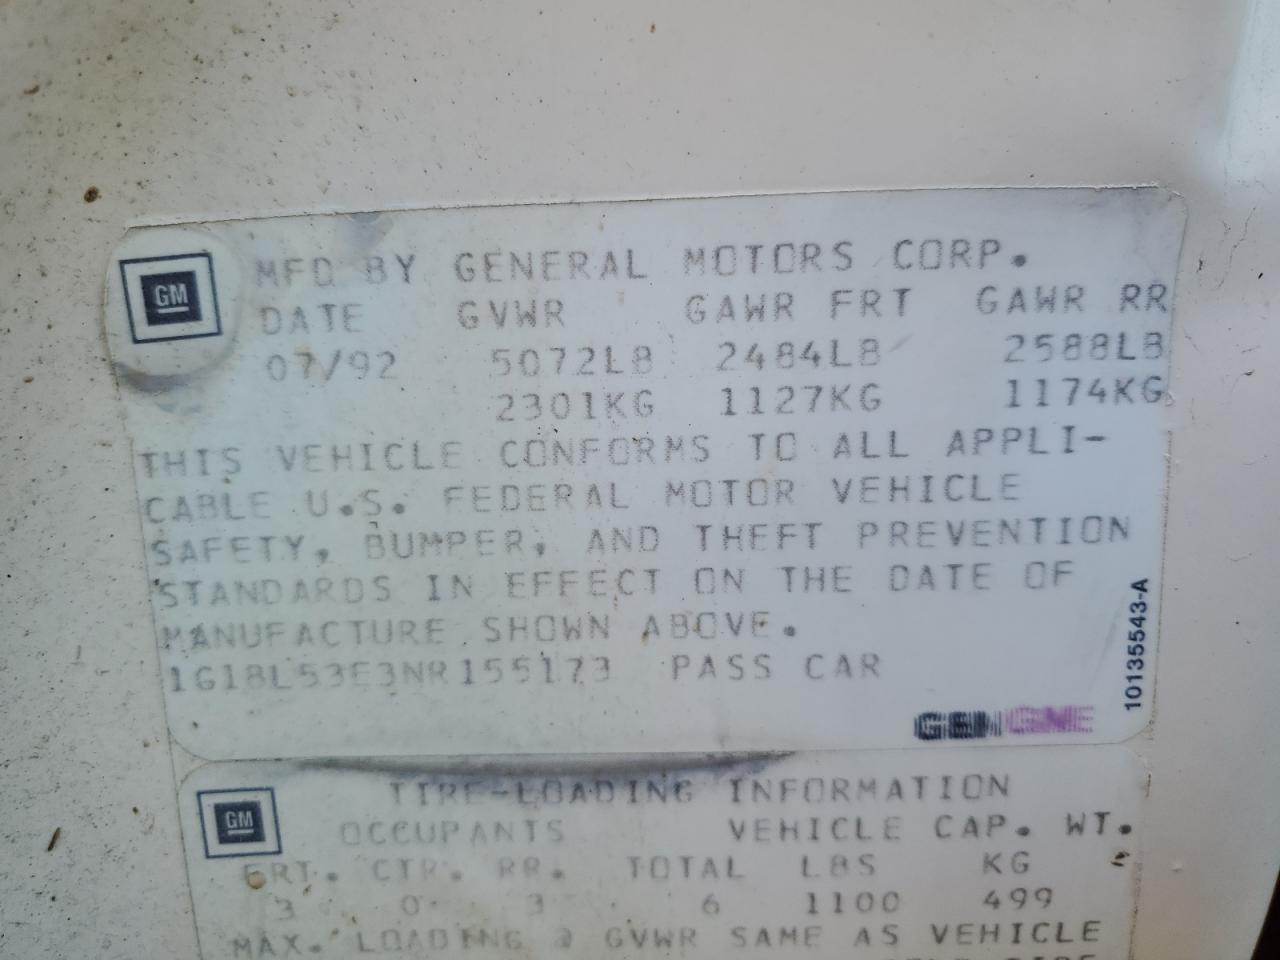 GM
MFD BY GENERAL MOTORS CORP.
DATE GVWR GAWR FRT GAWR RR
07/92 5072LB 2484LB 2588LB
2301KG 1127KG 1174KG
THIS VEHICLE CONFORMS TO ALL APPLI-
CABLE U.S. FEDERAL MOTOR VEHICLE
SAFETY, BUMPER, AND THEFT PREVENTION
STANDARDS IN EFFECT ON THE DATE OF
MANUFACTURE SHOWN ABOVE.
1G1BL53E3NR155173 PASS CAR
10135543-A
GM
TIRE-LOADING INFORMATION
OCCUPANTS VEHICLE CAP. WT.
FRT. CTR. RR. TOTAL LBS KG
3 0 3 6 1100 499
MAX. LOADING @ GVWR SAME AS VEHICLE